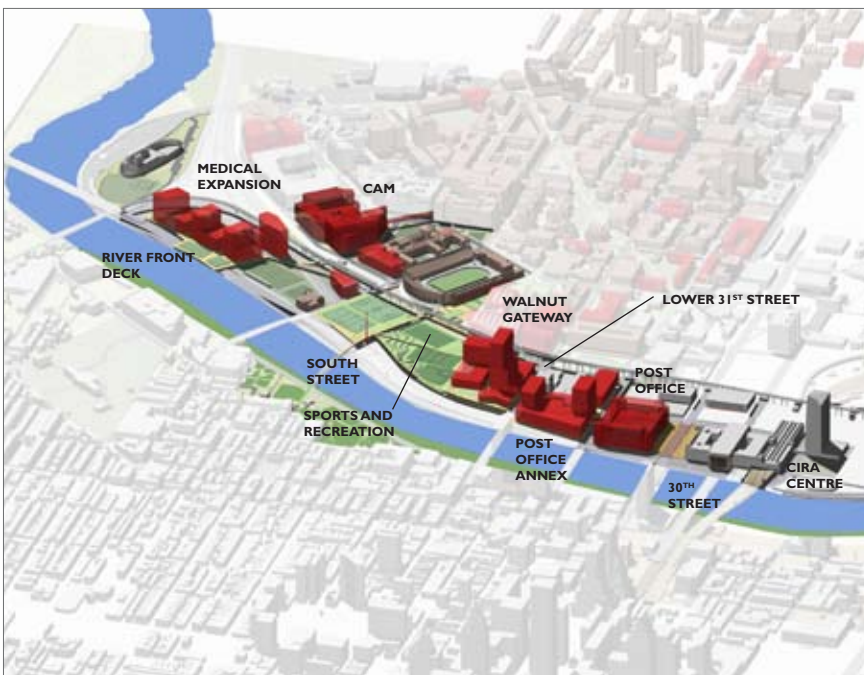 MEDICAL
EXPANSION
CAM
RIVER FRONT
DECK
WALNUT
GATEWAY
LOWER 31ST STREET
SOUTH
STREET
POST
OFFICE
SPORTS AND
RECREATION
POST
OFFICE
ANNEX
30TH
STREET
CIRA
CENTRE